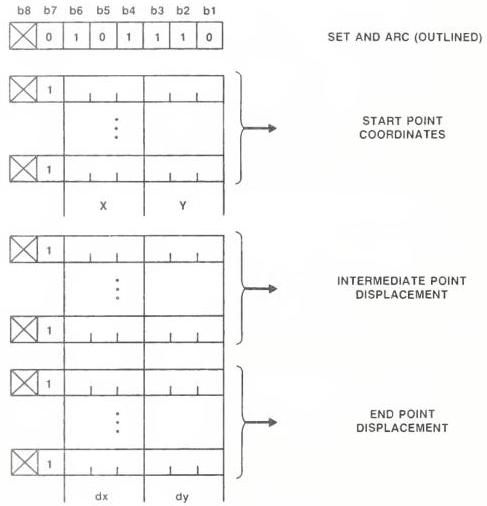 b8 b7 b6 b5 b4 b3 b2 b1
0 1 0 1 1 1 0 SET AND ARC (OUTLINED)
1
START POINT
COORDINATES
1
X Y
1
INTERMEDIATE POINT
DISPLACEMENT
1
1
END POINT
DISPLACEMENT
1
dx dy